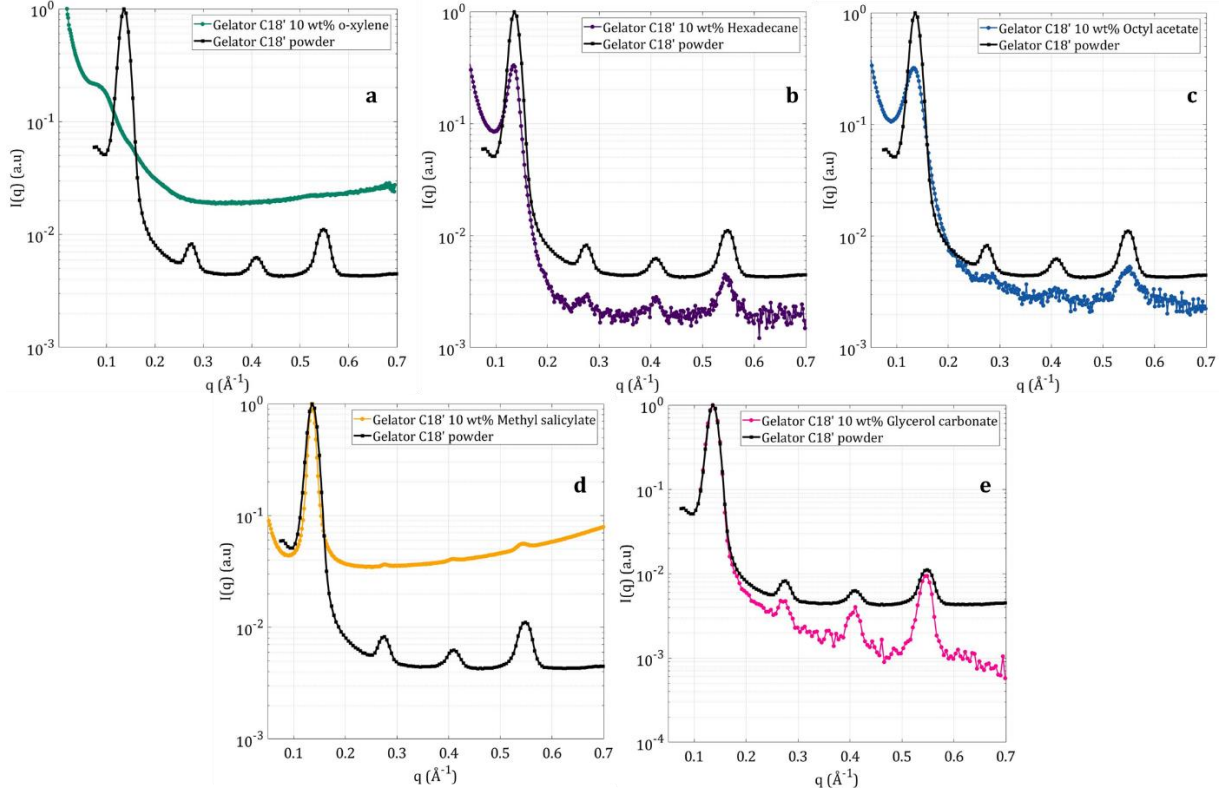 Gelator C18' 10 wt% o-xylene
Gelator C18' powder
a
10⁰
10⁻¹
10⁻²
10⁻³
I(q) (a.u)
0.1 0.2 0.3 0.4 0.5 0.6 0.7
q (Å⁻¹)
Gelator C18' 10 wt% Hexadecane
Gelator C18' powder
b
10⁰
10⁻¹
10⁻²
10⁻³
I(q) (a.u)
0.1 0.2 0.3 0.4 0.5 0.6 0.7
q (Å⁻¹)
Gelator C18' 10 wt% Octyl acetate
Gelator C18' powder
c
10⁰
10⁻¹
10⁻²
10⁻³
I(q) (a.u)
0.1 0.2 0.3 0.4 0.5 0.6 0.7
q (Å⁻¹)
Gelator C18' 10 wt% Methyl salicylate
Gelator C18' powder
d
10⁰
10⁻¹
10⁻²
10⁻³
I(q) (a.u)
0.1 0.2 0.3 0.4 0.5 0.6 0.7
q (Å⁻¹)
Gelator C18' 10 wt% Glycerol carbonate
Gelator C18' powder
e
10⁰
10⁻¹
10⁻²
10⁻³
10⁻⁴
I(q) (a.u)
0.1 0.2 0.3 0.4 0.5 0.6 0.7
q (Å⁻¹)